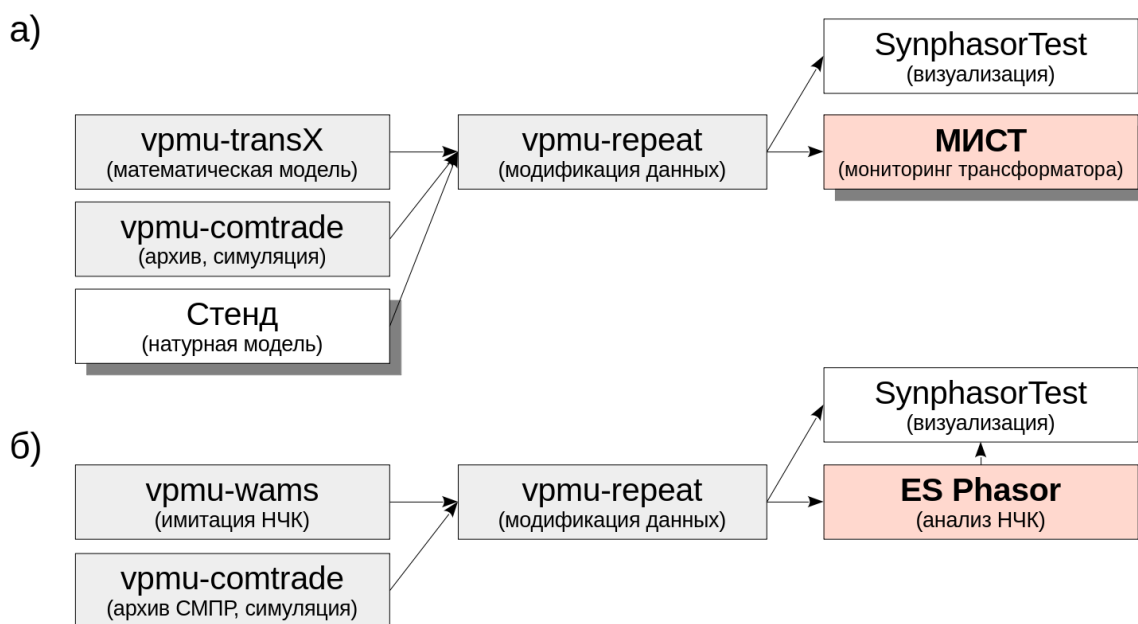 а)
SynphasorTest
(визуализация)
vpmu-transX
(математическая модель)
vpmu-repeat
(модификация данных)
МИСТ
(мониторинг трансформатора)
vpmu-comtrade
(архив, симуляция)
Стенд
(натурная модель)
б)
SynphasorTest
(визуализация)
vpmu-wams
(имитация НЧК)
vpmu-repeat
(модификация данных)
ES Phasor
(анализ НЧК)
vpmu-comtrade
(архив СМПР, симуляция)